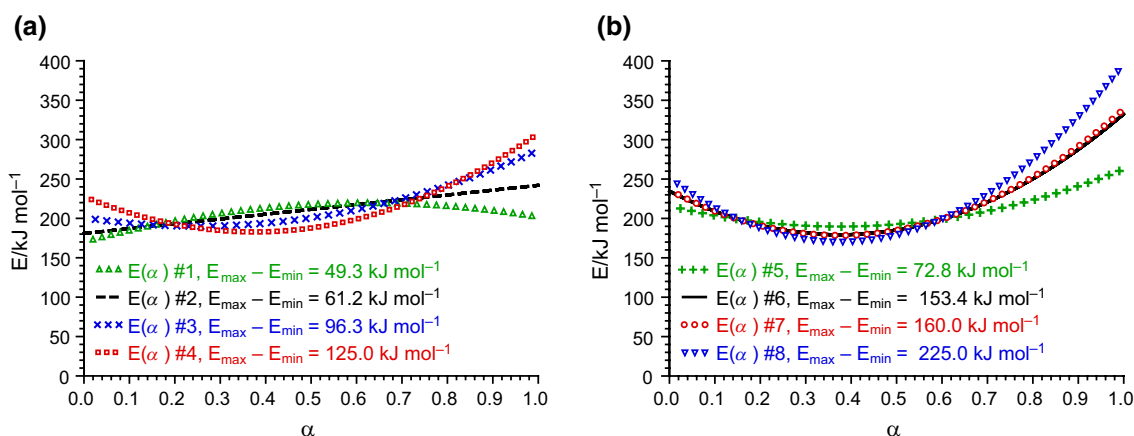 (a)
400
350
300
250
200
150
100
50
0
E/kJ mol⁻¹
E(α) #1, Eₘₐₓ – Eₘᵢₙ = 49.3 kJ mol⁻¹
E(α) #2, Eₘₐₓ – Eₘᵢₙ = 61.2 kJ mol⁻¹
E(α) #3, Eₘₐₓ – Eₘᵢₙ = 96.3 kJ mol⁻¹
E(α) #4, Eₘₐₓ – Eₘᵢₙ = 125.0 kJ mol⁻¹
0.0 0.1 0.2 0.3 0.4 0.5 0.6 0.7 0.8 0.9 1.0
α
(b)
400
350
300
250
200
150
100
50
0
E/kJ mol⁻¹
E(α) #5, Eₘₐₓ – Eₘᵢₙ = 72.8 kJ mol⁻¹
E(α) #6, Eₘₐₓ – Eₘᵢₙ = 153.4 kJ mol⁻¹
E(α) #7, Eₘₐₓ – Eₘᵢₙ = 160.0 kJ mol⁻¹
E(α) #8, Eₘₐₓ – Eₘᵢₙ = 225.0 kJ mol⁻¹
0.0 0.1 0.2 0.3 0.4 0.5 0.6 0.7 0.8 0.9 1.0
α